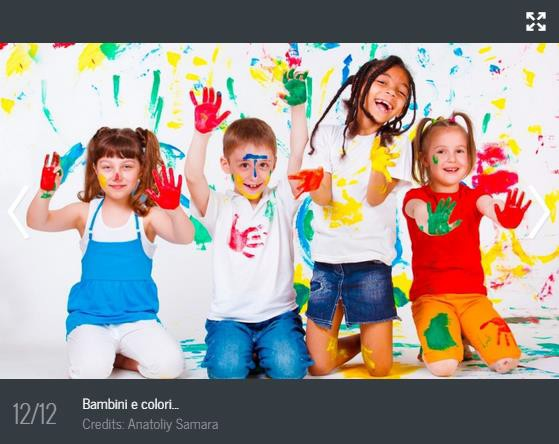 12/12
Bambini e colori...
Credits: Anatoliy Samara